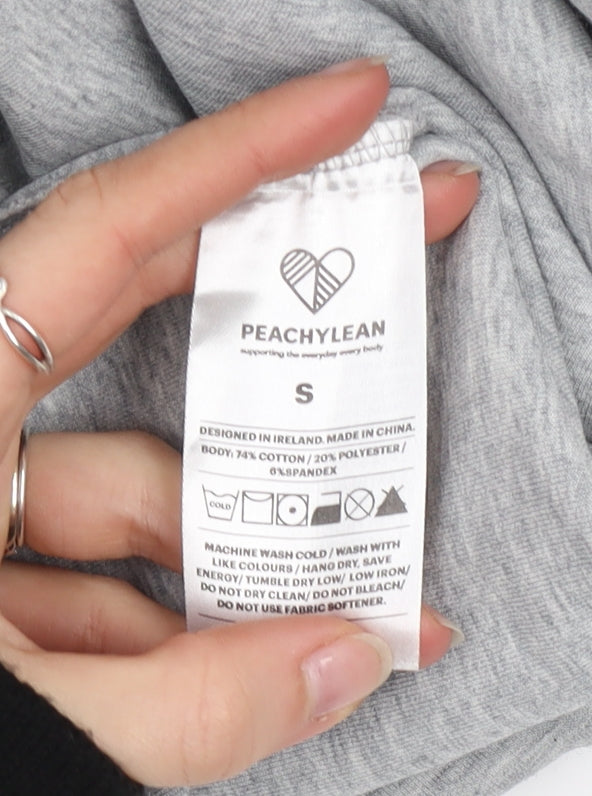 PEACHYLEAN
supporting the everyday every body
S
DESIGNED IN IRELAND. MADE IN CHINA.
BODY: 74% COTTON / 20% POLYESTER /
6%SPANDEX
COLD
MACHINE WASH COLD / WASH WITH
LIKE COLOURS / HANG DRY, SAVE
ENERGY/ TUMBLE DRY LOW/ LOW IRON/
DO NOT DRY CLEAN/ DO NOT BLEACH/
DO NOT USE FABRIC SOFTENER.